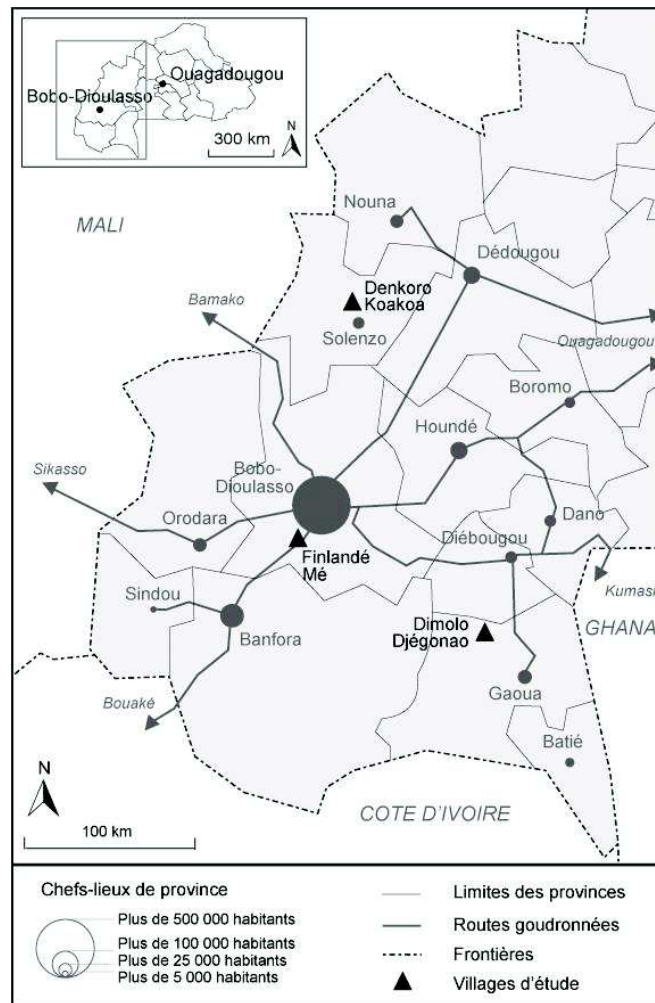 Ouagadougou
Bobo-Dioulasso
300 km
N
MALI
Nouna
Dédougou
Denkoro
Koakoa
Solenzo
Bamako
Ouagadougou
Boromo
Houndé
Bobo-
Dioulasso
Sikasso
Orodara
Dano
Diébougou
Finlandé
Mé
Kumasi
Sindou
Banfora
Dimolo
Djégonao
GHANA
Gaoua
Bouaké
Batié
N
100 km
COTE D'IVOIRE
Chefs-lieux de province
Plus de 500 000 habitants
Plus de 100 000 habitants
Plus de 25 000 habitants
Plus de 5 000 habitants
Limites des provinces
Routes goudronnées
Frontières
Villages d'étude